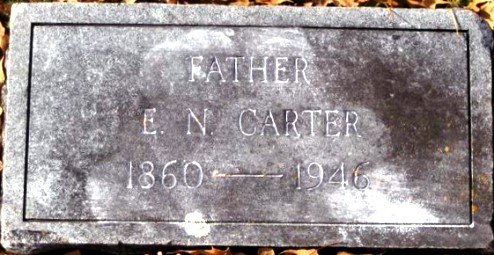 FATHER
E. N. CARTER
1860 — 1946